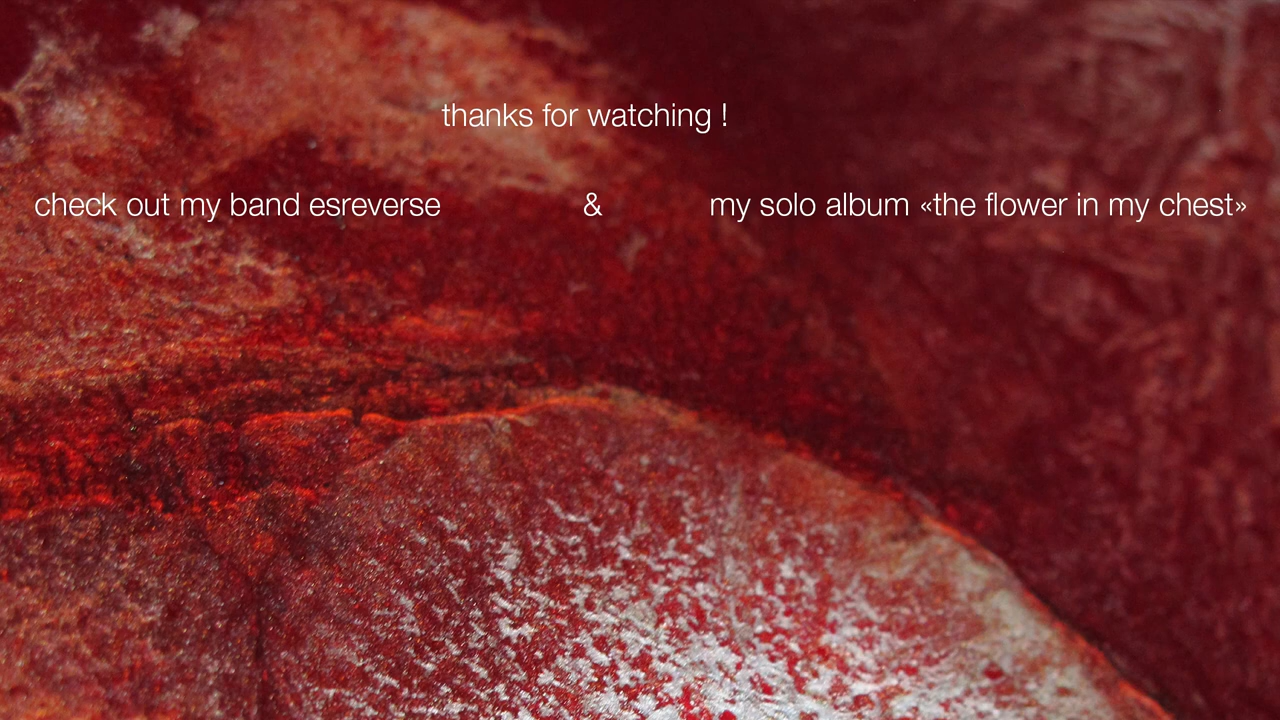 thanks for watching !
check out my band esreverse & my solo album «the flower in my chest»